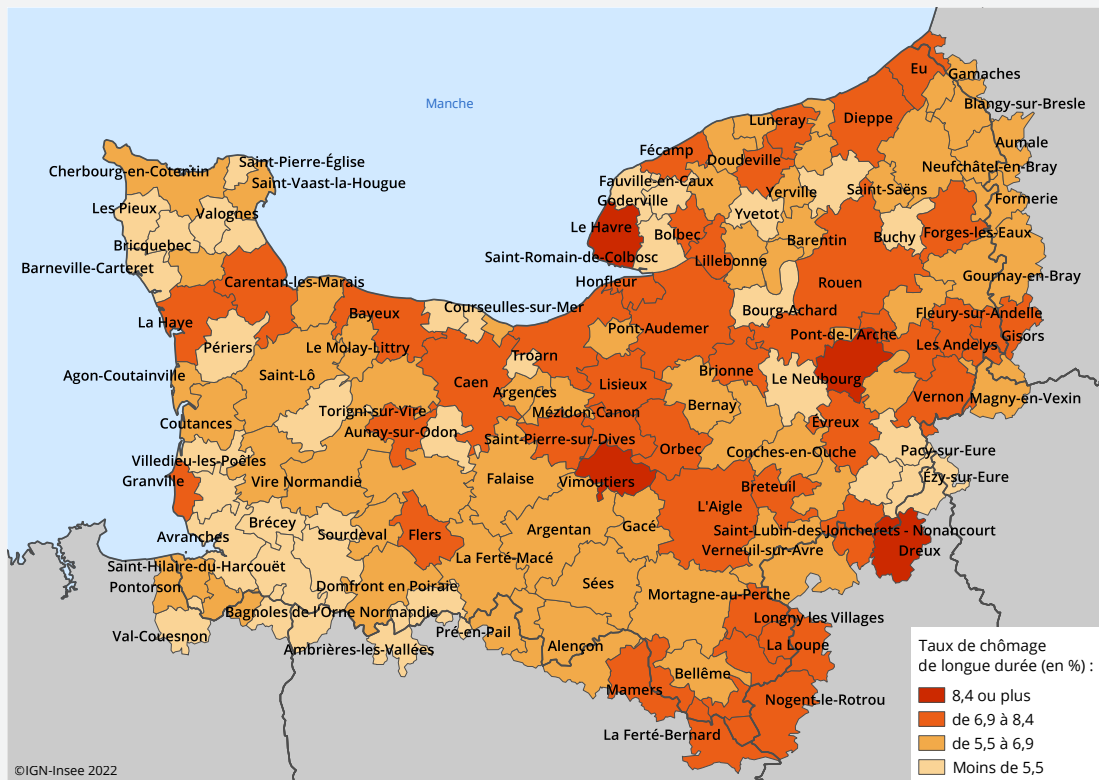 Manche
Eu
Gamaches
Blangy-sur-Bresle
Dieppe
Luneray
Aumale
Fécamp
Doudeville
Neufchâtel-en-Bray
Cherbourg-en-Cotentin
Saint-Pierre-Église
Saint-Vaast-la-Hougue
Fauville-en-Caux
Yerville
Saint-Saëns
Formerie
Goderville
Les Pieux
Valognes
Yvetot
Le Havre
Bolbec
Barentin
Buchy
Forges-les-Eaux
Bricquebec
Saint-Romain-de-Colbosc
Lillebonne
Barneville-Carteret
Gournay-en-Bray
Carentan-les-Marais
Honfleur
Rouen
Courseulles-sur-Mer
Bourg-Achard
Bayeux
Fleury-sur-Andelle
La Haye
Pont-Audemer
Pont-de-l'Arche
Gisors
Périers
Le Molay-Littry
Troarn
Les Andelys
Agon-Coutainville
Saint-Lô
Caen
Brionne
Le Neubourg
Lisieux
Argences
Vernon
Magny-en-Vexin
Bernay
Torigni-sur-Vire
Mézidon-Canon
Coutances
Aunay-sur-Odon
Évreux
Saint-Pierre-sur-Dives
Orbec
Conches-en-Ouche
Pacy-sur-Eure
Villedieu-les-Poêles
Granville
Vire Normandie
Falaise
Vimoutiers
Breteuil
Ézy-sur-Eure
L'Aigle
Brécey
Avranches
Sourdeval
Flers
Argentan
Gacé
Saint-Lubin-des-Joncherets - Nonancourt
Verneuil-sur-Avre
Dreux
La Ferté-Macé
Saint-Hilaire-du-Harcouët
Pontorson
Domfront en Poiraie
Sées
Mortagne-au-Perche
Bagnoles de l'Orne Normandie
Longny les Villages
Val-Couesnon
Pré-en-Pail
Ambrières-les-Vallées
Alençon
La Loupe
Bellême
Mamers
Nogent-le-Rotrou
La Ferté-Bernard
Taux de chômage
de longue durée (en %) :
8,4 ou plus
de 6,9 à 8,4
de 5,5 à 6,9
Moins de 5,5
©IGN-Insee 2022